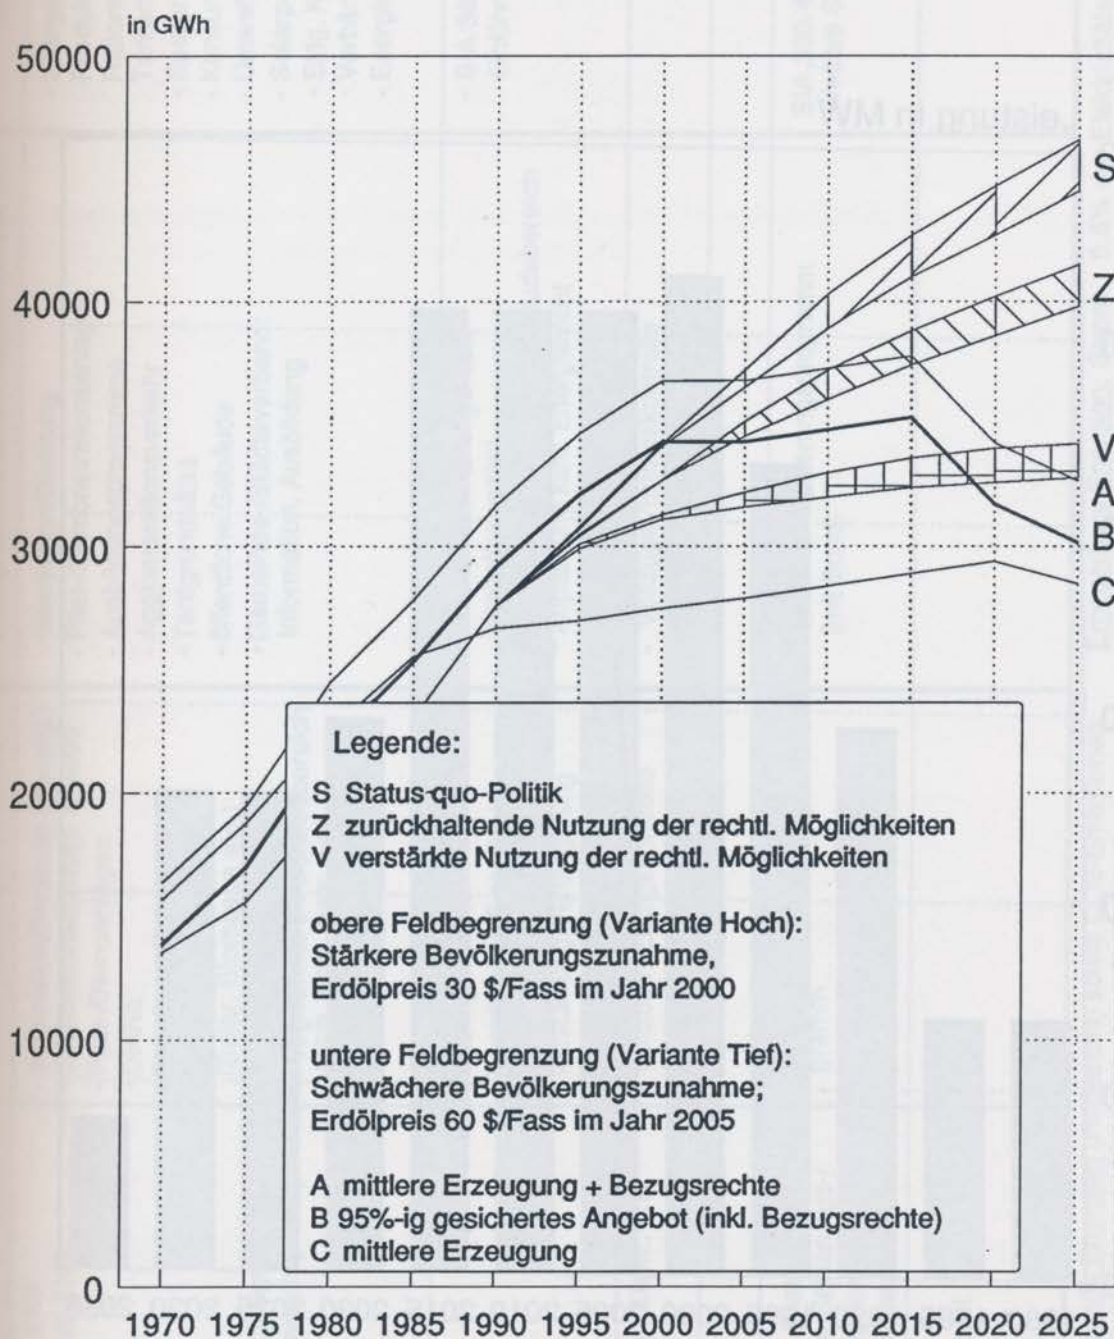 in GWh
50000
40000
30000
20000
10000
0
S
Z
V
A
B
C
Legende:
S Status-quo-Politik
Z zurückhaltende Nutzung der rechtl. Möglichkeiten
V verstärkte Nutzung der rechtl. Möglichkeiten
obere Feldbegrenzung (Variante Hoch):
Stärkere Bevölkerungszunahme,
Erdölpreis 30 $/Fass im Jahr 2000
untere Feldbegrenzung (Variante Tief):
Schwächere Bevölkerungszunahme;
Erdölpreis 60 $/Fass im Jahr 2005
A mittlere Erzeugung + Bezugsrechte
B 95%-ig gesichertes Angebot (inkl. Bezugsrechte)
C mittlere Erzeugung
1970 1975 1980 1985 1990 1995 2000 2005 2010 2015 2020 2025